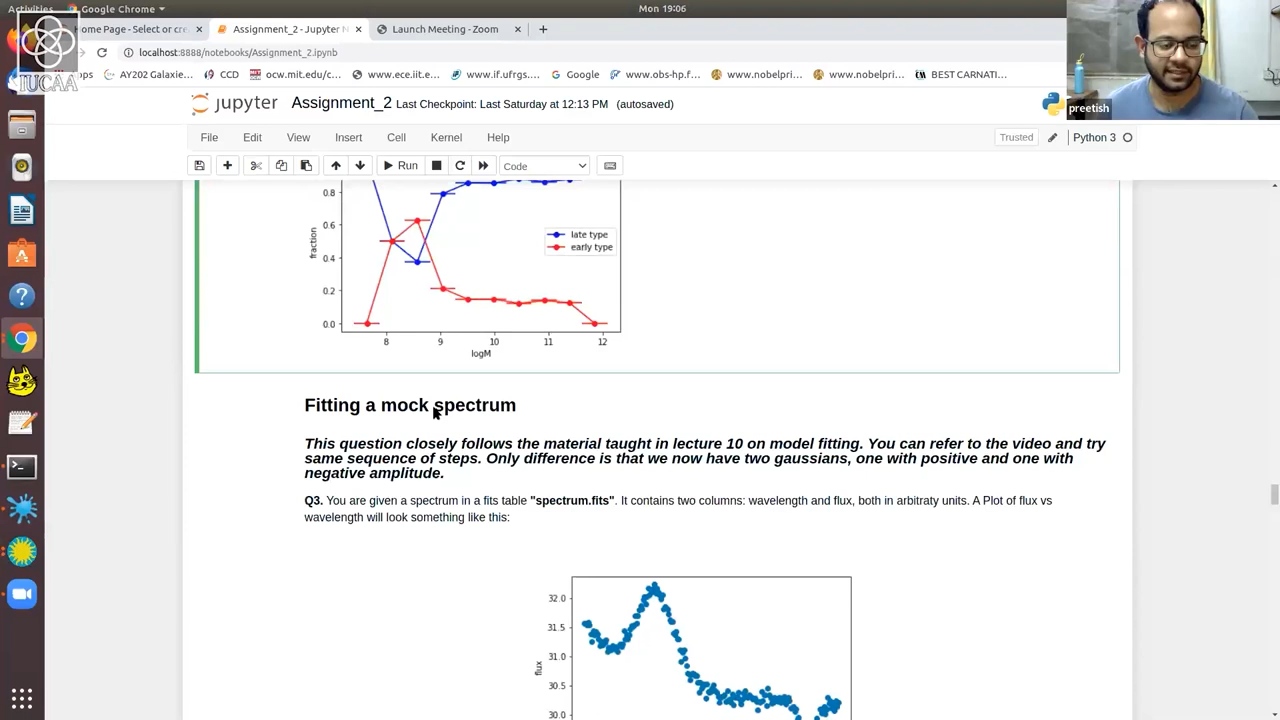 Activities
Google Chrome
Mon 19:06
Home Page - Select or cre
Assignment_2 - Jupyter N
Launch Meeting - Zoom
localhost:8888/notebooks/Assignment_2.ipynb
AY202 Galaxie...
CCD
ocw.mit.edu/c...
www.ece.iit.e...
www.if.ufrgs....
Google
www.obs-hp.f...
www.nobelpri...
www.nobelpri...
BEST CARNATI...
IUCAA
preetish
jupyter
Assignment_2
Last Checkpoint: Last Saturday at 12:13 PM (autosaved)
File Edit View Insert Cell Kernel Help
Trusted
Python 3
Run
Code
0.8
0.6
0.4
0.2
0.0
fraction
late type
early type
8 9 10 11 12
logM
Fitting a mock spectrum
This question closely follows the material taught in lecture 10 on model fitting. You can refer to the video and try
same sequence of steps. Only difference is that we now have two gaussians, one with positive and one with
negative amplitude.
Q3. You are given a spectrum in a fits table "spectrum.fits". It contains two columns: wavelength and flux, both in arbitraty units. A Plot of flux vs
wavelength will look something like this:
32.0
31.5
31.0
30.5
30.0
flux